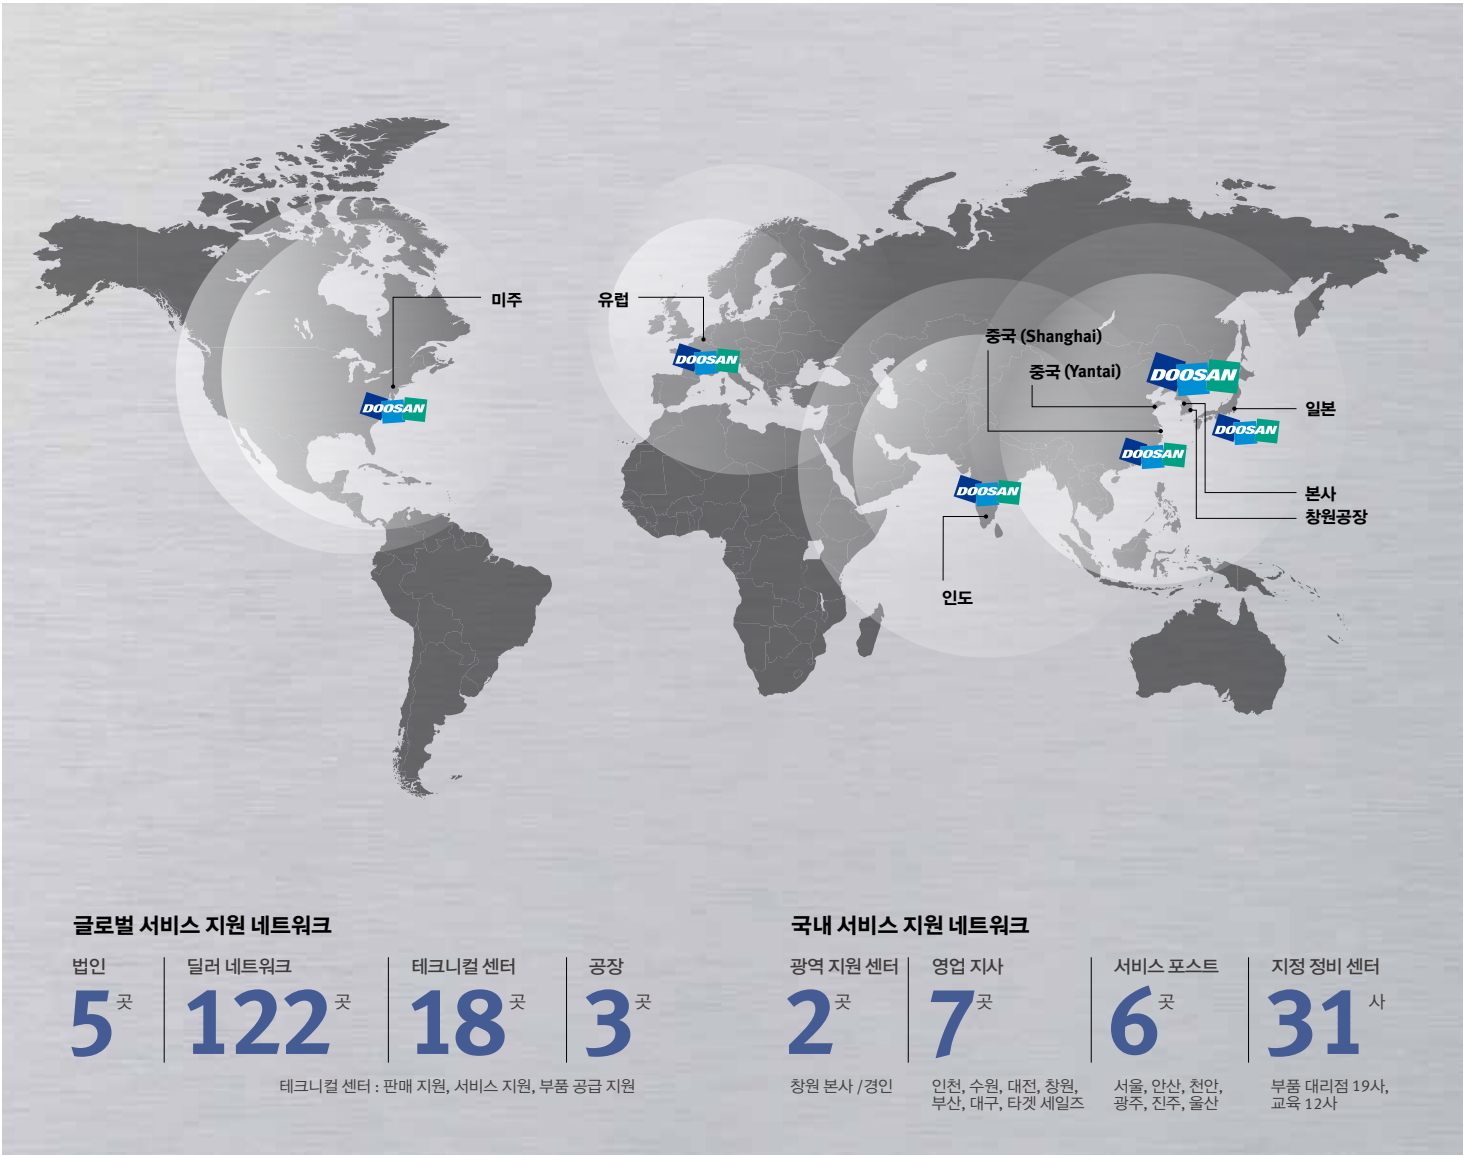 미주
유럽
중국 (Shanghai)
중국 (Yantai)
DOOSAN
DOOSAN
DOOSAN
일본
DOOSAN
DOOSAN
DOOSAN
본사
창원공장
인도
글로벌 서비스 지원 네트워크
법인
5곳
딜러 네트워크
122곳
테크니컬 센터
18곳
공장
3곳
테크니컬 센터 : 판매 지원, 서비스 지원, 부품 공급 지원
국내 서비스 지원 네트워크
광역 지원 센터
2곳
창원 본사 /경인
영업 지사
7곳
인천, 수원, 대전, 창원,
부산, 대구, 타겟 세일즈
서비스 포스트
6곳
서울, 안산, 천안,
광주, 진주, 울산
지정 정비 센터
31사
부품 대리점 19사,
교육 12사